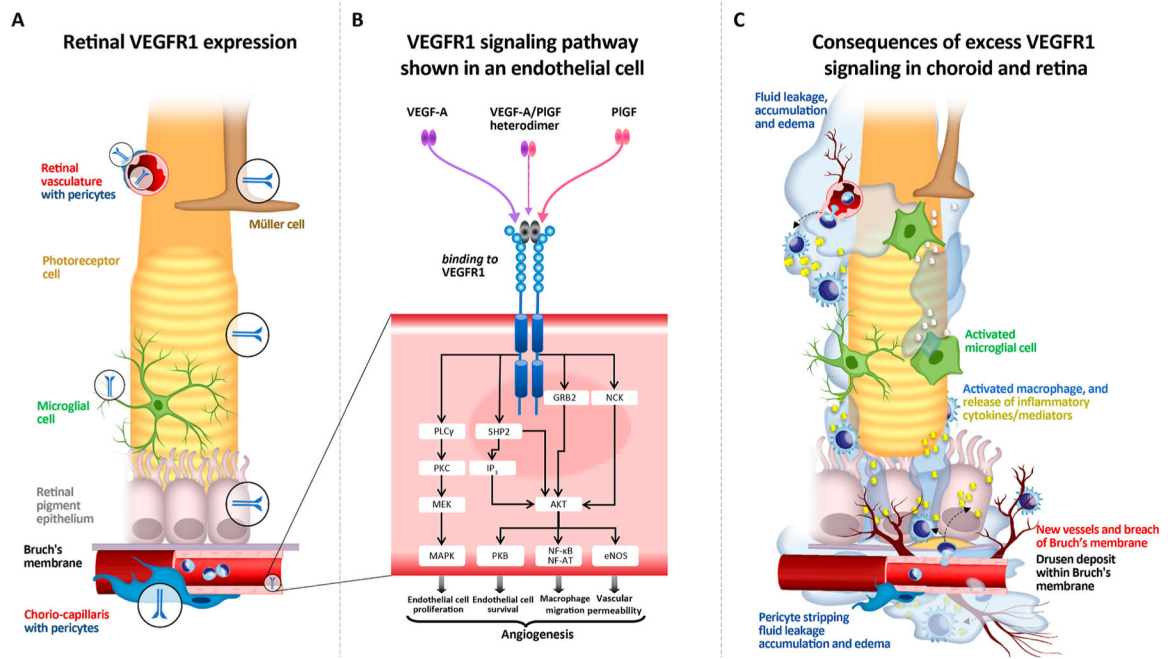 A
Retinal VEGFR1 expression
Retinal
vasculature
with pericytes
Müller cell
Photoreceptor
cell
Microglial
cell
Retinal
pigment
epithelium
Bruch's
membrane
Chorio-capillaris
with pericytes
B
VEGFR1 signaling pathway
shown in an endothelial cell
VEGF-A
VEGF-A/PlGF
heterodimer
PlGF
binding to
VEGFR1
GRB2
NCK
PLCγ
SHP2
PKC
IP3
MEK
AKT
MAPK
PKB
NF-κB
NF-AT
eNOS
Endothelial cell
proliferation
Endothelial cell
survival
Macrophage
migration
Vascular
permeability
Angiogenesis
C
Consequences of excess VEGFR1
signaling in choroid and retina
Fluid leakage,
accumulation
and edema
Activated
microglial cell
Activated macrophage, and
release of inflammatory
cytokines/mediators
New vessels and breach
of Bruch's membrane
Drusen deposit
within Bruch's
membrane
Pericyte stripping
fluid leakage
accumulation and edema